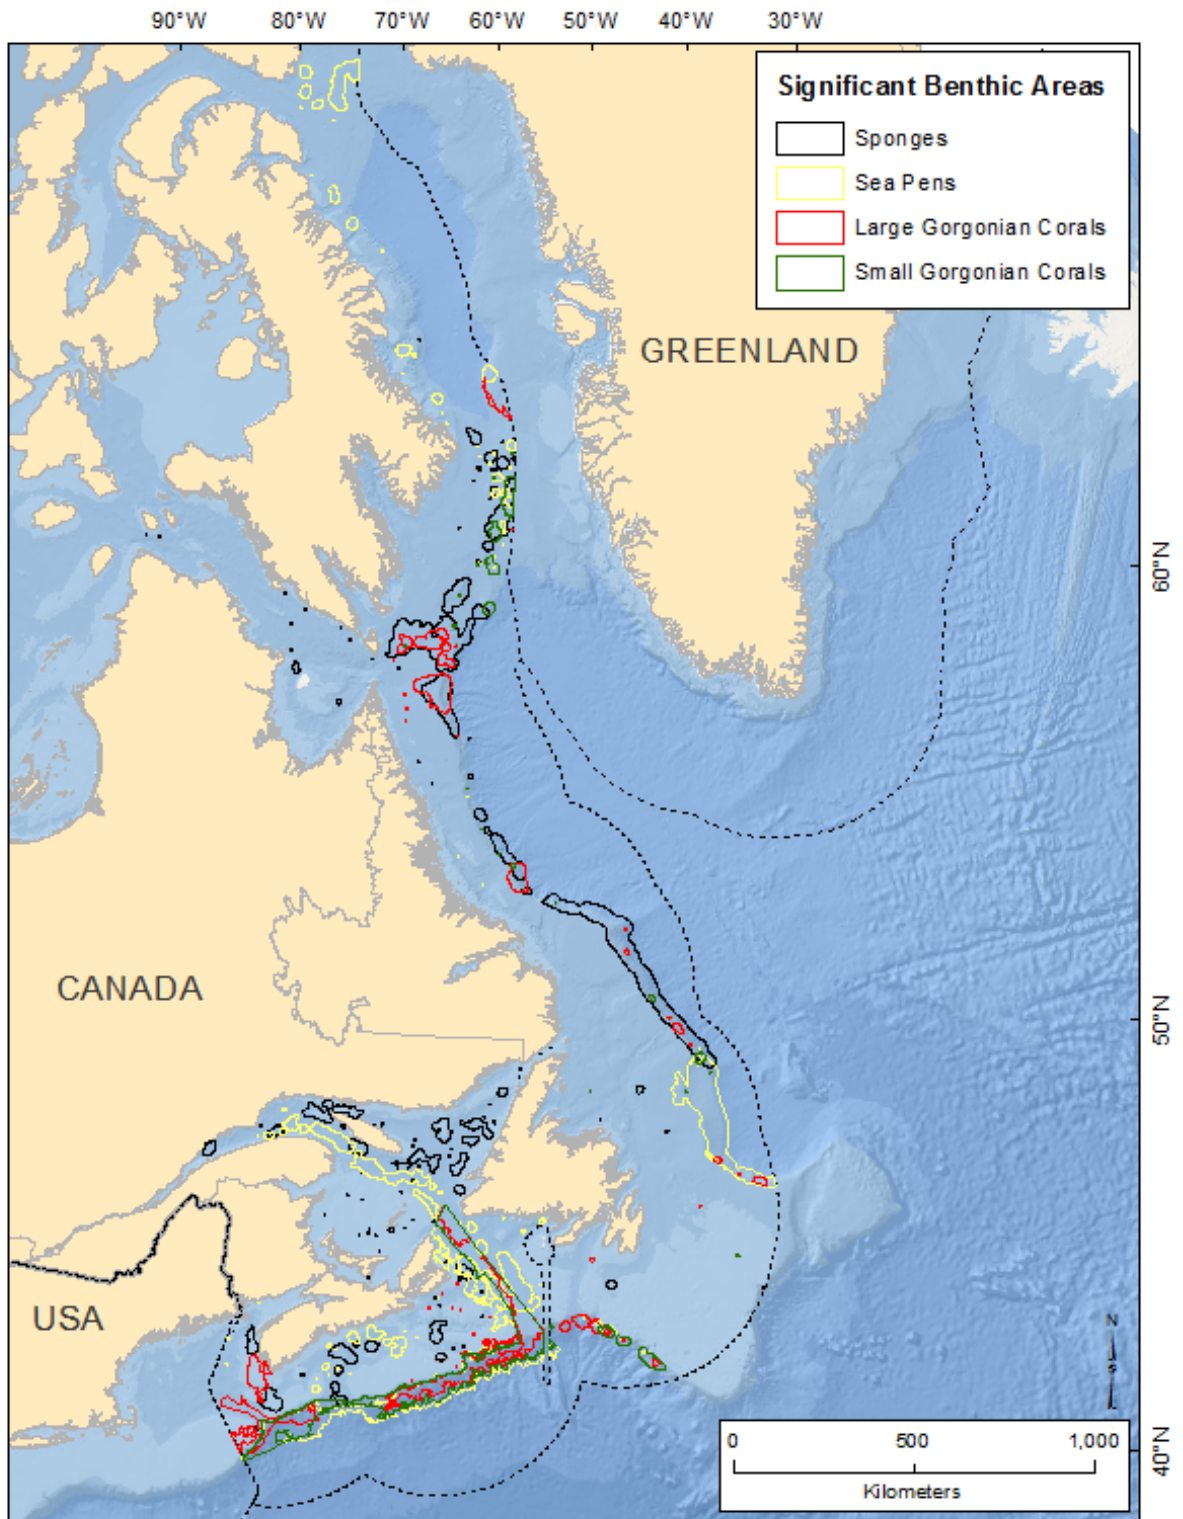 90°W 80°W 70°W 60°W 50°W 40°W 30°W
Significant Benthic Areas
Sponges
Sea Pens
Large Gorgonian Corals
Small Gorgonian Corals
GREENLAND
60°N
CANADA
50°N
USA
N
S
0 500 1,000
Kilometers
40°N